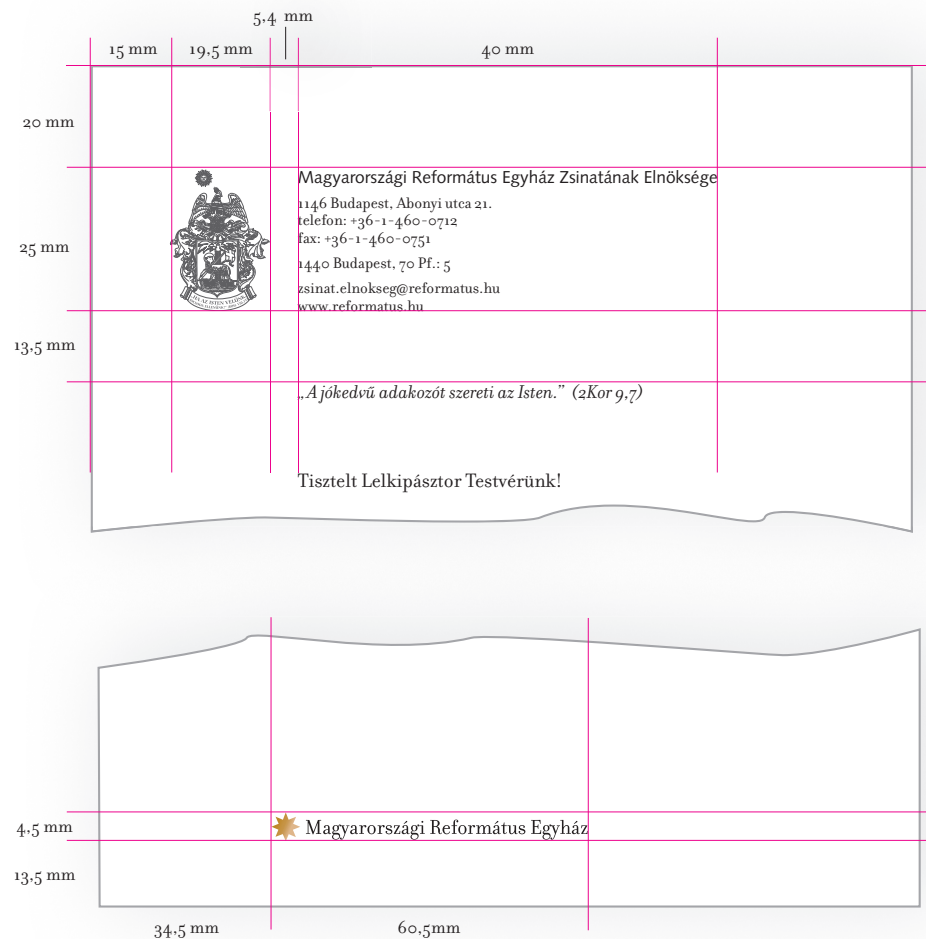 5,4 mm
15 mm
19,5 mm
40 mm
20 mm
Magyarországi Református Egyház Zsinatának Elnöksége
1146 Budapest, Abonyi utca 21.
telefon: +36-1-460-0712
fax: +36-1-460-0751
25 mm
1440 Budapest, 70 Pf.: 5
zsinat.elnokseg@reformatus.hu
www.reformatus.hu
13,5 mm
„A jókedvű adakozót szereti az Isten.” (2Kor 9,7)
Tisztelt Lelkipásztor Testvérünk!
4,5 mm
Magyarországi Református Egyház
13,5 mm
34,5 mm
60,5mm